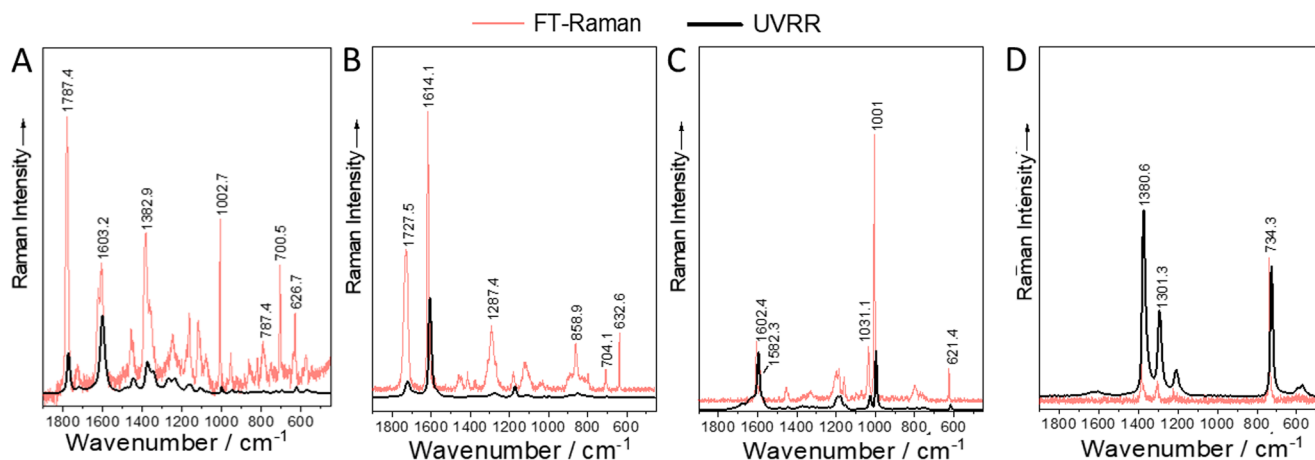 FT-Raman UVRR
A
Raman Intensity
1787.4
1603.2
1382.9
1002.7
787.4
700.5
626.7
1800 1600 1400 1200 1000 800 600
Wavenumber / cm-1
B
Raman Intensity
1727.5
1614.1
1287.4
858.9
704.1
632.6
1800 1600 1400 1200 1000 800 600
Wavenumber / cm-1
C
Raman Intensity
1602.4
1582.3
1031.1
1001
621.4
1800 1600 1400 1200 1000 800 600
Wavenumber / cm-1
D
Raman Intensity
1380.6
1301.3
734.3
1800 1600 1400 1200 1000 800 600
Wavenumber / cm-1